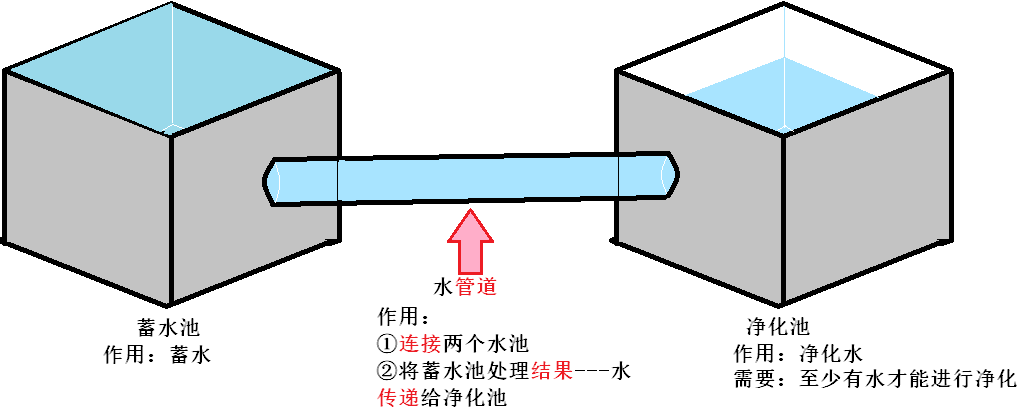 水管道
作用：
①连接两个水池
②将蓄水池处理结果---水
传递给净化池
蓄水池
作用：蓄水
净化池
作用：净化水
需要：至少有水才能进行净化